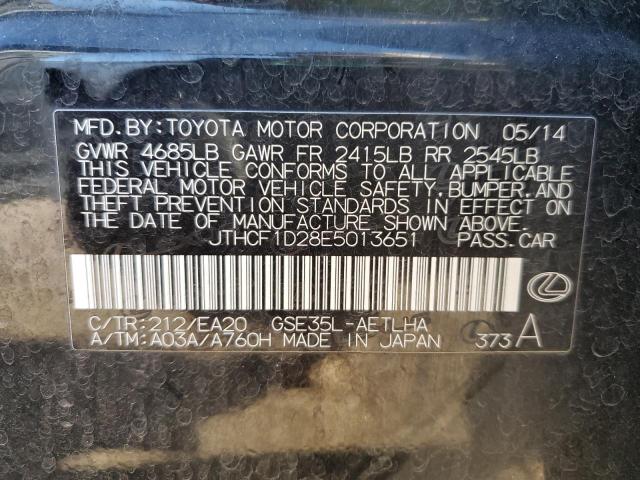 MFD.BY:TOYOTA MOTOR CORPORATION 05/14
GVWR 4685LB GAWR FR 2415LB RR 2545LB
THIS VEHICLE CONFORMS TO ALL APPLICABLE
FEDERAL MOTOR VEHICLE SAFETY,BUMPER,AND
THEFT PREVENTION STANDARDS IN EFFECT ON
THE DATE OF MANUFACTURE SHOWN ABOVE.
JTHCF1D28E5013651 PASS.CAR
C/TR:212/EA20 GSE35L-AETLHA
A/TM:A03A/A760H MADE IN JAPAN 373 A